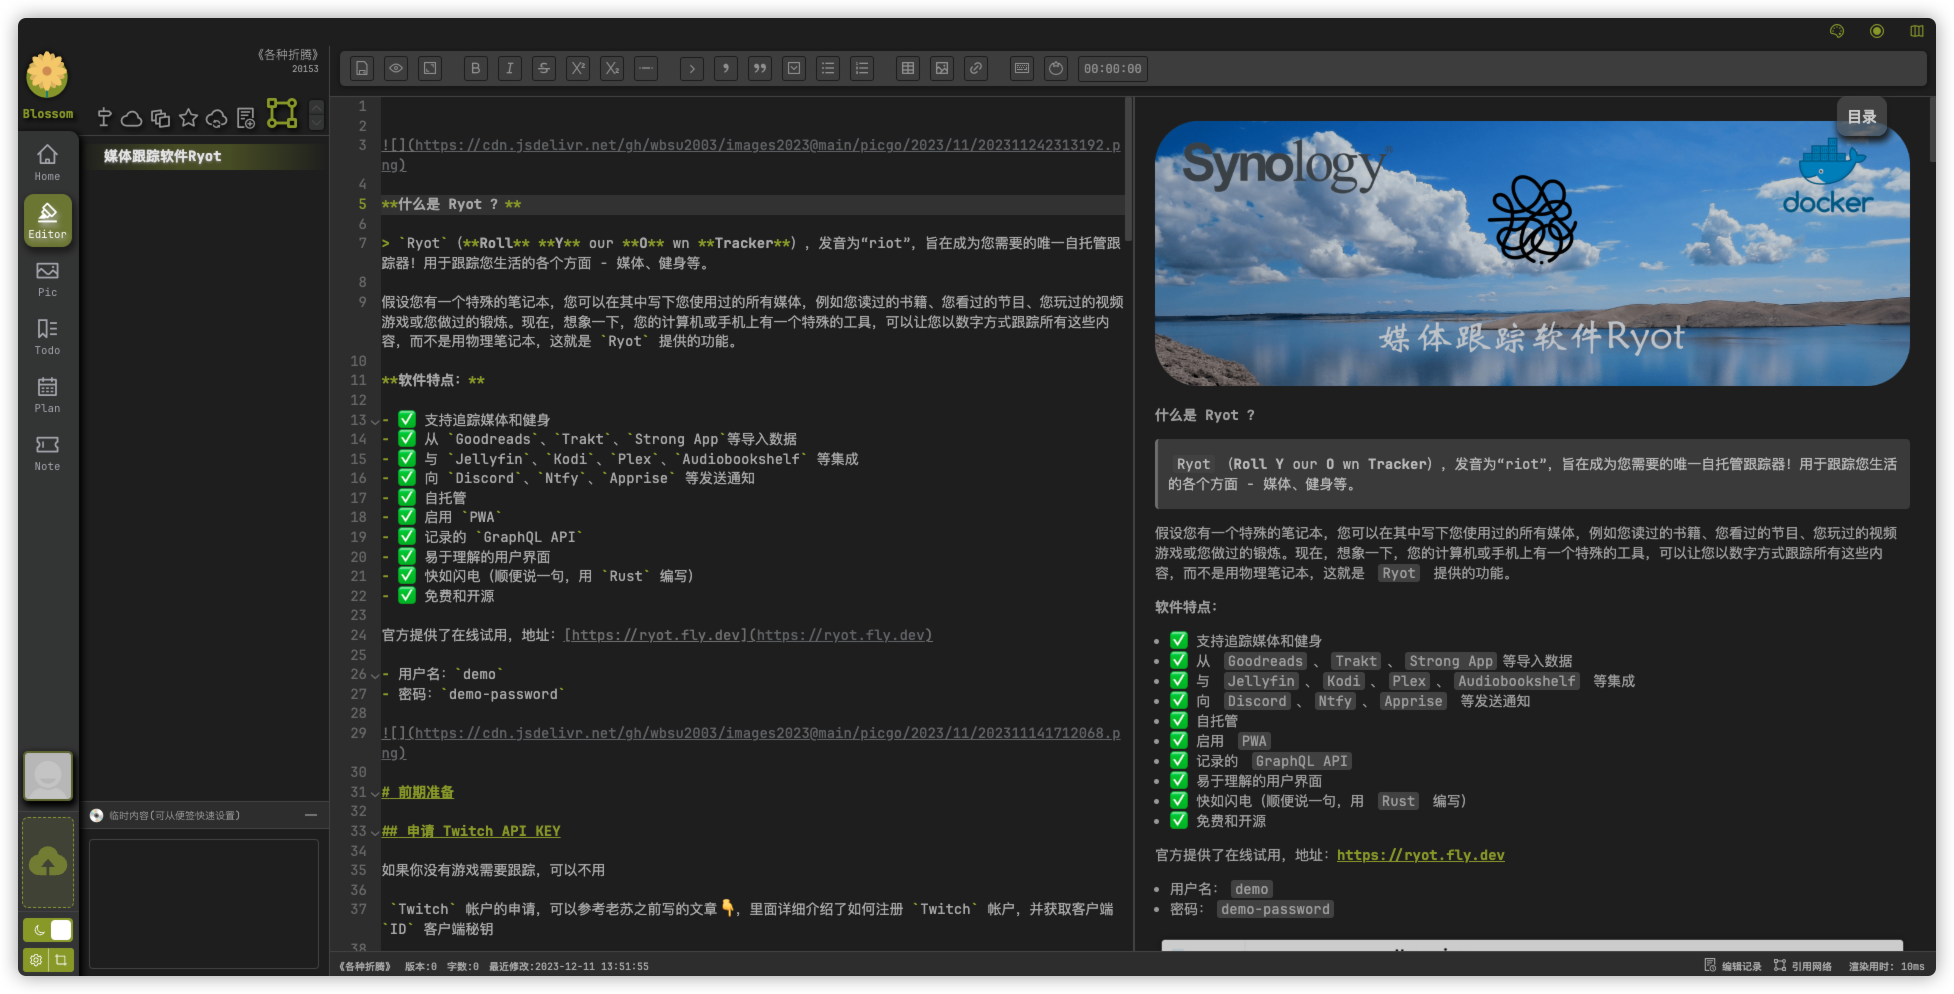 Blossom
《各种折腾》
20153
00:00:00
Home
Editor
Pic
Todo
Plan
Note
媒体跟踪软件Ryot
临时内容(可从便签快速设置)
1
2
3 ![](https://cdn.jsdelivr.net/gh/wbsu2003/images2023@main/picgo/2023/11/202311242313192.p
ng)
4
5 **什么是 Ryot ? **
6
7 > `Ryot` (**Roll** **Y** our **O** wn **Tracker**) , 发音为“riot”, 旨在成为您需要的唯一自托管跟
踪器! 用于跟踪您生活的各个方面 - 媒体、健身等。
8
9 假设您有一个特殊的笔记本, 您可以在其中写下您使用过的所有媒体, 例如您读过的书籍、您看过的节目、您玩过的视频
游戏或您做过的锻炼。现在, 想象一下, 您的计算机或手机上有一个特殊的工具, 可以让您以数字方式跟踪所有这些内
容, 而不是用物理笔记本, 这就是 `Ryot` 提供的功能。
10
11 **软件特点: **
12
13 - ✅ 支持追踪媒体和健身
14 - ✅ 从 `Goodreads`、`Trakt`、`Strong App`等导入数据
15 - ✅ 与 `Jellyfin`、`Kodi`、`Plex`、`Audiobookshelf` 等集成
16 - ✅ 向 `Discord`、`Ntfy`、`Apprise` 等发送通知
17 - ✅ 自托管
18 - ✅ 启用 `PWA`
19 - ✅ 记录的 `GraphQL API`
20 - ✅ 易于理解的用户界面
21 - ✅ 快如闪电 (顺便说一句, 用 `Rust` 编写)
22 - ✅ 免费和开源
23
24 官方提供了在线试用, 地址: [https://ryot.fly.dev](https://ryot.fly.dev)
25
26 - 用户名: `demo`
27 - 密码: `demo-password`
28
29 ![](https://cdn.jsdelivr.net/gh/wbsu2003/images2023@main/picgo/2023/11/202311141712068.p
ng)
30
31 # 前期准备
32
33 ## 申请 Twitch API KEY
34
35 如果你没有游戏需要跟踪, 可以不用
36
37 `Twitch` 帐户的申请, 可以参考老苏之前写的文章👇, 里面详细介绍了如何注册 `Twitch` 帐户, 并获取客户端
`ID` 客户端秘钥
38
目录
Synology
docker
媒体跟踪软件Ryot
什么是 Ryot ?
Ryot (Roll Y our O wn Tracker) , 发音为“riot”, 旨在成为您需要的唯一自托管跟踪器! 用于跟踪您生活
的各个方面 - 媒体、健身等。
假设您有一个特殊的笔记本, 您可以在其中写下您使用过的所有媒体, 例如您读过的书籍、您看过的节目、您玩过的视频
游戏或您做过的锻炼。现在, 想象一下, 您的计算机或手机上有一个特殊的工具, 可以让您以数字方式跟踪所有这些内
容, 而不是用物理笔记本, 这就是 Ryot 提供的功能。
软件特点:
• ✅ 支持追踪媒体和健身
• ✅ 从 Goodreads 、 Trakt 、 Strong App 等导入数据
• ✅ 与 Jellyfin 、 Kodi 、 Plex 、 Audiobookshelf 等集成
• ✅ 向 Discord 、 Ntfy 、 Apprise 等发送通知
• ✅ 自托管
• ✅ 启用 PWA
• ✅ 记录的 GraphQL API
• ✅ 易于理解的用户界面
• ✅ 快如闪电 (顺便说一句, 用 Rust 编写)
• ✅ 免费和开源
官方提供了在线试用, 地址: https://ryot.fly.dev
• 用户名: demo
• 密码: demo-password
《各种折腾》 版本:0 字数:0 最近修改:2023-12-11 13:51:55
编辑记录 引用网络 渲染用时: 10ms